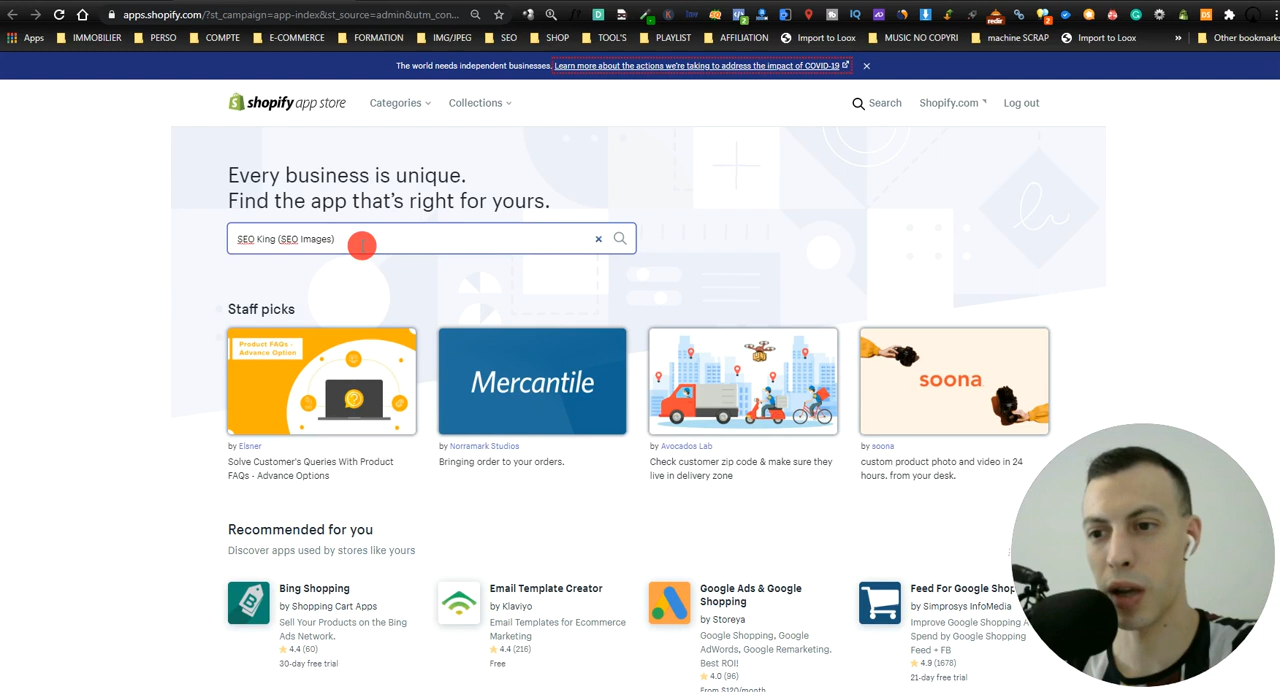 apps.shopify.com/?st_campaign=app-index&st_source=admin&utm_con...
Apps IMMOBILIER PERSO COMPTE E-COMMERCE FORMATION IMG/JPEG SEO SHOP TOOL'S PLAYLIST AFFILIATION Import to Loox MUSIC NO COPYRI machine SCRAP Import to Loox » Other bookmarks
The world needs independent businesses. Learn more about the actions we're taking to address the impact of COVID-19
shopify app store Categories Collections Search Shopify.com Log out
Every business is unique.
Find the app that's right for yours.
SEO King (SEO Images)
Staff picks
Product FAQs -
Advance Option
Mercantile
soona
by Elsner
Solve Customer's Queries With Product
FAQs - Advance Options
by Norramark Studios
Bringing order to your orders.
by Avocados Lab
Check customer zip code & make sure they
live in delivery zone
by soona
custom product photo and video in 24
hours. from your desk.
Recommended for you
Discover apps used by stores like yours
Bing Shopping
by Shopping Cart Apps
Sell Your Products on the Bing
Ads Network.
4.4 (60)
30-day free trial
Email Template Creator
by Klaviyo
Email Templates for Ecommerce
Marketing
4.4 (216)
Free
Google Ads & Google
Shopping
by Storeya
Google Shopping, Google
AdWords, Google Remarketing.
Best ROI!
4.0 (96)
From $120/month
Feed For Google Shop
by Simprosys InfoMedia
Improve Google Shopping A
Spend by Google Shopping
Feed + FB
4.9 (1678)
21-day free trial